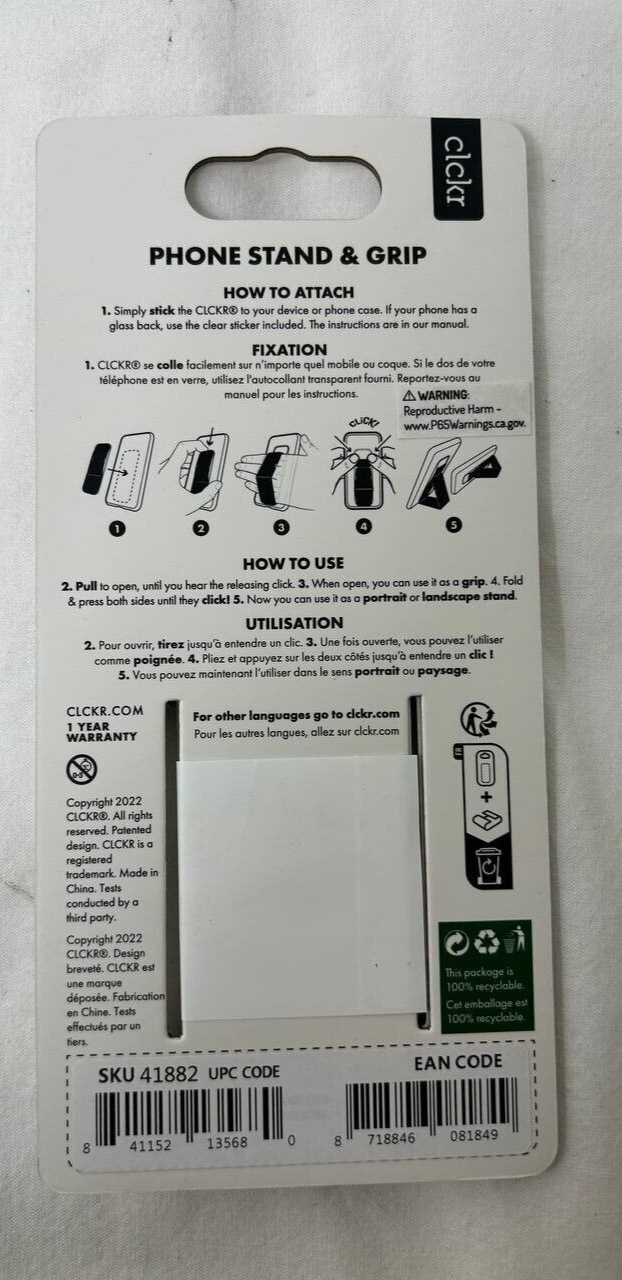 clckr
PHONE STAND & GRIP
HOW TO ATTACH
1. Simply stick the CLCKR® to your device or phone case. If your phone has a
glass back, use the clear sticker included. The instructions are in our manual.
FIXATION
1. CLCKR® se colle facilement sur n'importe quel mobile ou coque. Si le dos de votre
téléphone est en verre, utilisez l'autocollant transparent fourni. Reportez-vous au
manuel pour les instructions.
⚠ WARNING:
Reproductive Harm -
www.P65Warnings.ca.gov.
CLICK!
1 2 3 4 5
HOW TO USE
2. Pull to open, until you hear the releasing click. 3. When open, you can use it as a grip. 4. Fold
& press both sides until they click! 5. Now you can use it as a portrait or landscape stand.
UTILISATION
2. Pour ouvrir, tirez jusqu'à entendre un clic. 3. Une fois ouverte, vous pouvez l'utiliser
comme poignée. 4. Pliez et appuyez sur les deux côtés jusqu'à entendre un clic !
5. Vous pouvez maintenant l'utiliser dans le sens portrait ou paysage.
CLCKR.COM
1 YEAR
WARRANTY
0-3
Copyright 2022
CLCKR®. All rights
reserved. Patented
design. CLCKR is a
registered
trademark. Made in
China. Tests
conducted by a
third party.
Copyright 2022
CLCKR®. Design
breveté. CLCKR est
une marque
déposée. Fabrication
en Chine. Tests
effectués par un
tiers.
For other languages go to clckr.com
Pour les autres langues, allez sur clckr.com
FR
+
This package is
100% recyclable.
Cet emballage est
100% recyclable.
SKU 41882 UPC CODE
8 41152 13568 0
EAN CODE
8 718846 081849